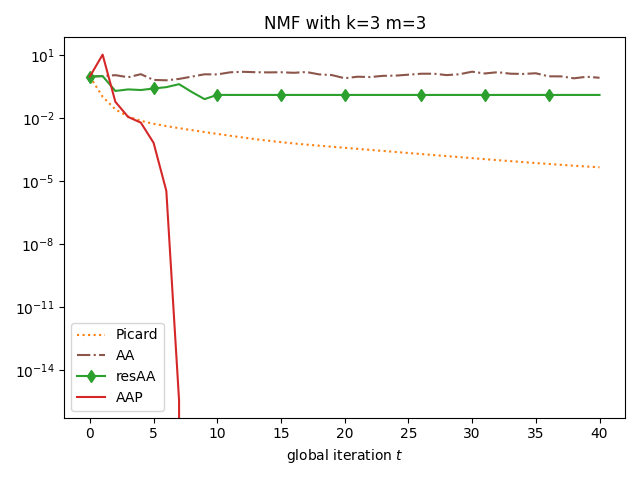 NMF with k=3 m=3
10^1
10^-2
10^-5
10^-8
10^-11
10^-14
Picard
AA
resAA
AAP
0 5 10 15 20 25 30 35 40
global iteration t